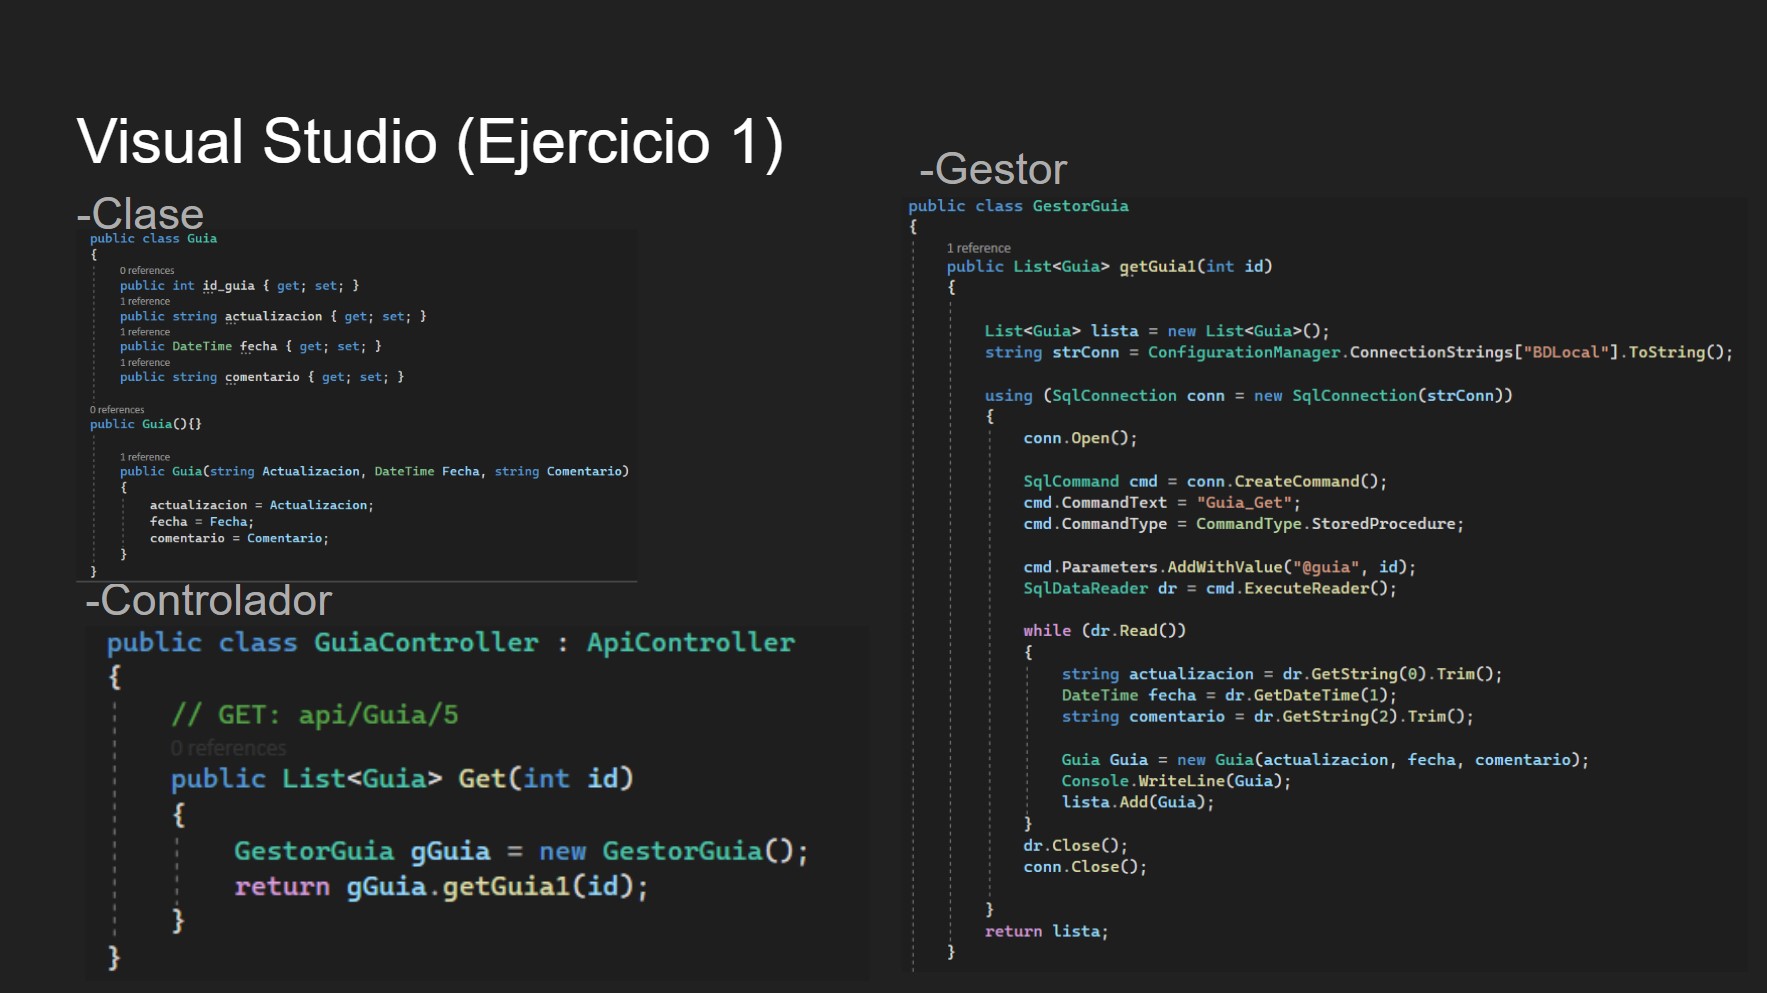 Visual Studio (Ejercicio 1)
-Clase
public class Guia
{
0 references
public int id_guia { get; set; }
1 reference
public string actualizacion { get; set; }
1 reference
public DateTime fecha { get; set; }
1 reference
public string comentario { get; set; }
0 references
public Guia(){}
1 reference
public Guia(string Actualizacion, DateTime Fecha, string Comentario)
{
actualizacion = Actualizacion;
fecha = Fecha;
comentario = Comentario;
}
}
-Controlador
public class GuiaController : ApiController
{
// GET: api/Guia/5
0 references
public List<Guia> Get(int id)
{
GestorGuia gGuia = new GestorGuia();
return gGuia.getGuia1(id);
}
}
-Gestor
public class GestorGuia
{
1 reference
public List<Guia> getGuia1(int id)
{
List<Guia> lista = new List<Guia>();
string strConn = ConfigurationManager.ConnectionStrings["BDLocal"].ToString();
using (SqlConnection conn = new SqlConnection(strConn))
{
conn.Open();
SqlCommand cmd = conn.CreateCommand();
cmd.CommandText = "Guia_Get";
cmd.CommandType = CommandType.StoredProcedure;
cmd.Parameters.AddWithValue("@guia", id);
SqlDataReader dr = cmd.ExecuteReader();
while (dr.Read())
{
string actualizacion = dr.GetString(0).Trim();
DateTime fecha = dr.GetDateTime(1);
string comentario = dr.GetString(2).Trim();
Guia Guia = new Guia(actualizacion, fecha, comentario);
Console.WriteLine(Guia);
lista.Add(Guia);
}
dr.Close();
conn.Close();
}
return lista;
}